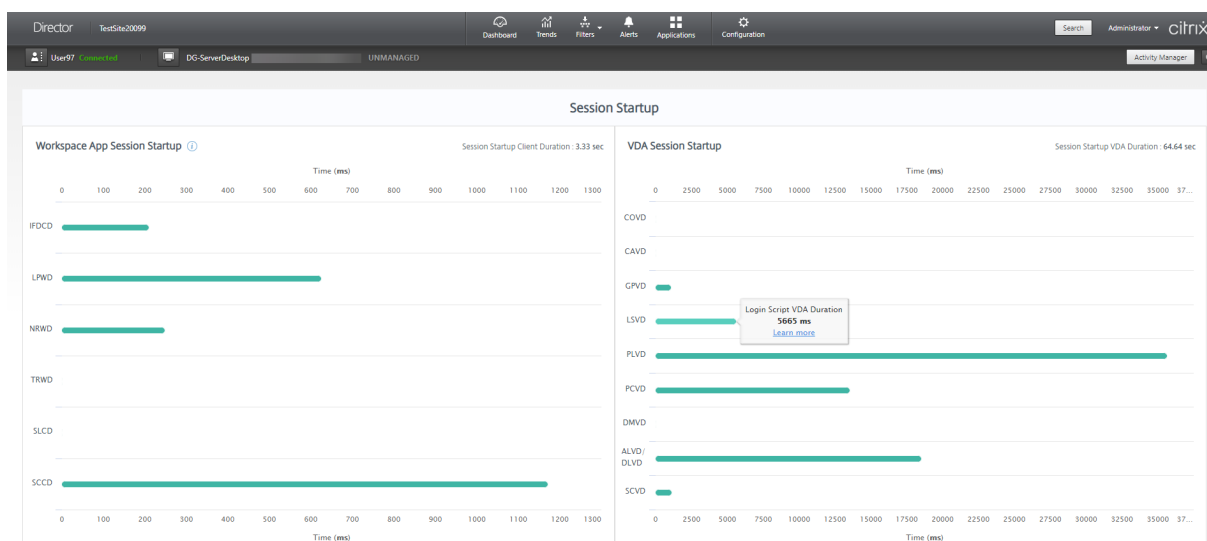 Director TestSite20099 Dashboard Trends Filters Alerts Applications Configuration Search Administrator citrix
User97 Connected DG-ServerDesktop UNMANAGED Activity Manager
Session Startup
Workspace App Session Startup Session Startup Client Duration : 3.33 sec
Time (ms)
0 100 200 300 400 500 600 700 800 900 1000 1100 1200 1300
IFDCD
LPWD
NRWD
TRWD
SLCD
SCCD
0 100 200 300 400 500 600 700 800 900 1000 1100 1200 1300
Time (ms)
VDA Session Startup Session Startup VDA Duration : 64.64 sec
Time (ms)
0 2500 5000 7500 10000 12500 15000 17500 20000 22500 25000 27500 30000 32500 35000 37...
COVD
CAVD
GPVD
LSVD
Login Script VDA Duration
5665 ms
Learn more
PLVD
PCVD
DMVD
ALVD/
DLVD
SCVD
0 2500 5000 7500 10000 12500 15000 17500 20000 22500 25000 27500 30000 32500 35000 37...
Time (ms)